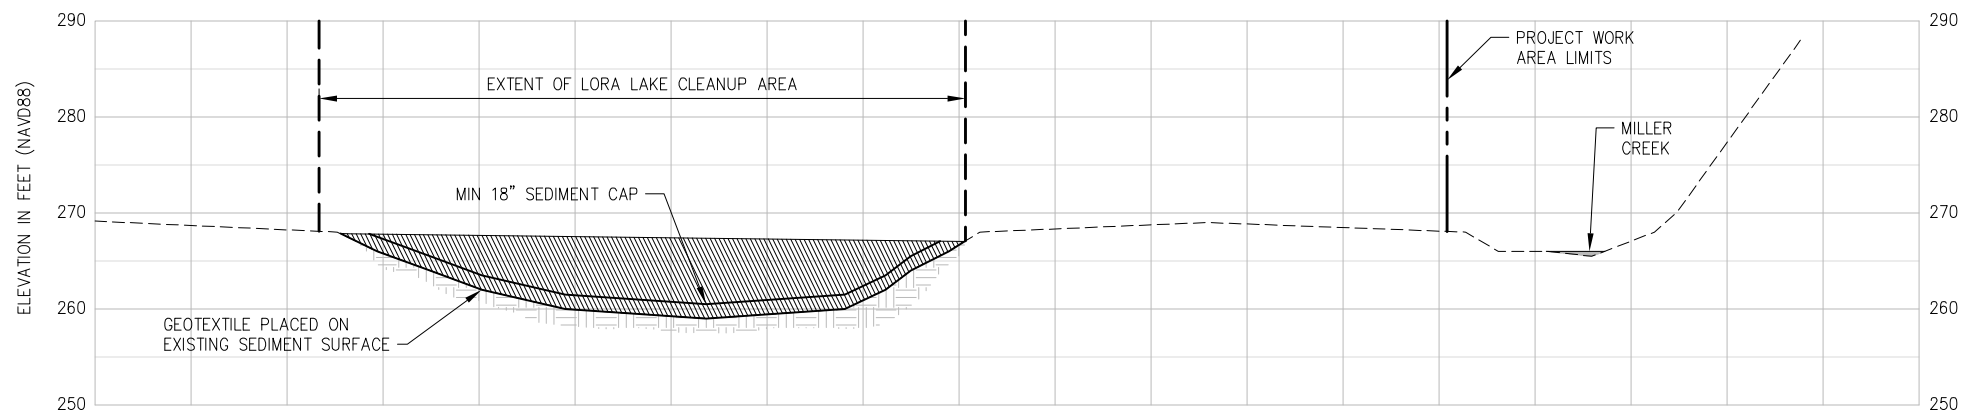 290
290
PROJECT WORK
AREA LIMITS
EXTENT OF LORA LAKE CLEANUP AREA
ELEVATION IN FEET (NAVD88)
280
280
MILLER
CREEK
MIN 18" SEDIMENT CAP
270
270
260
260
GEOTEXTILE PLACED ON
EXISTING SEDIMENT SURFACE
250
250